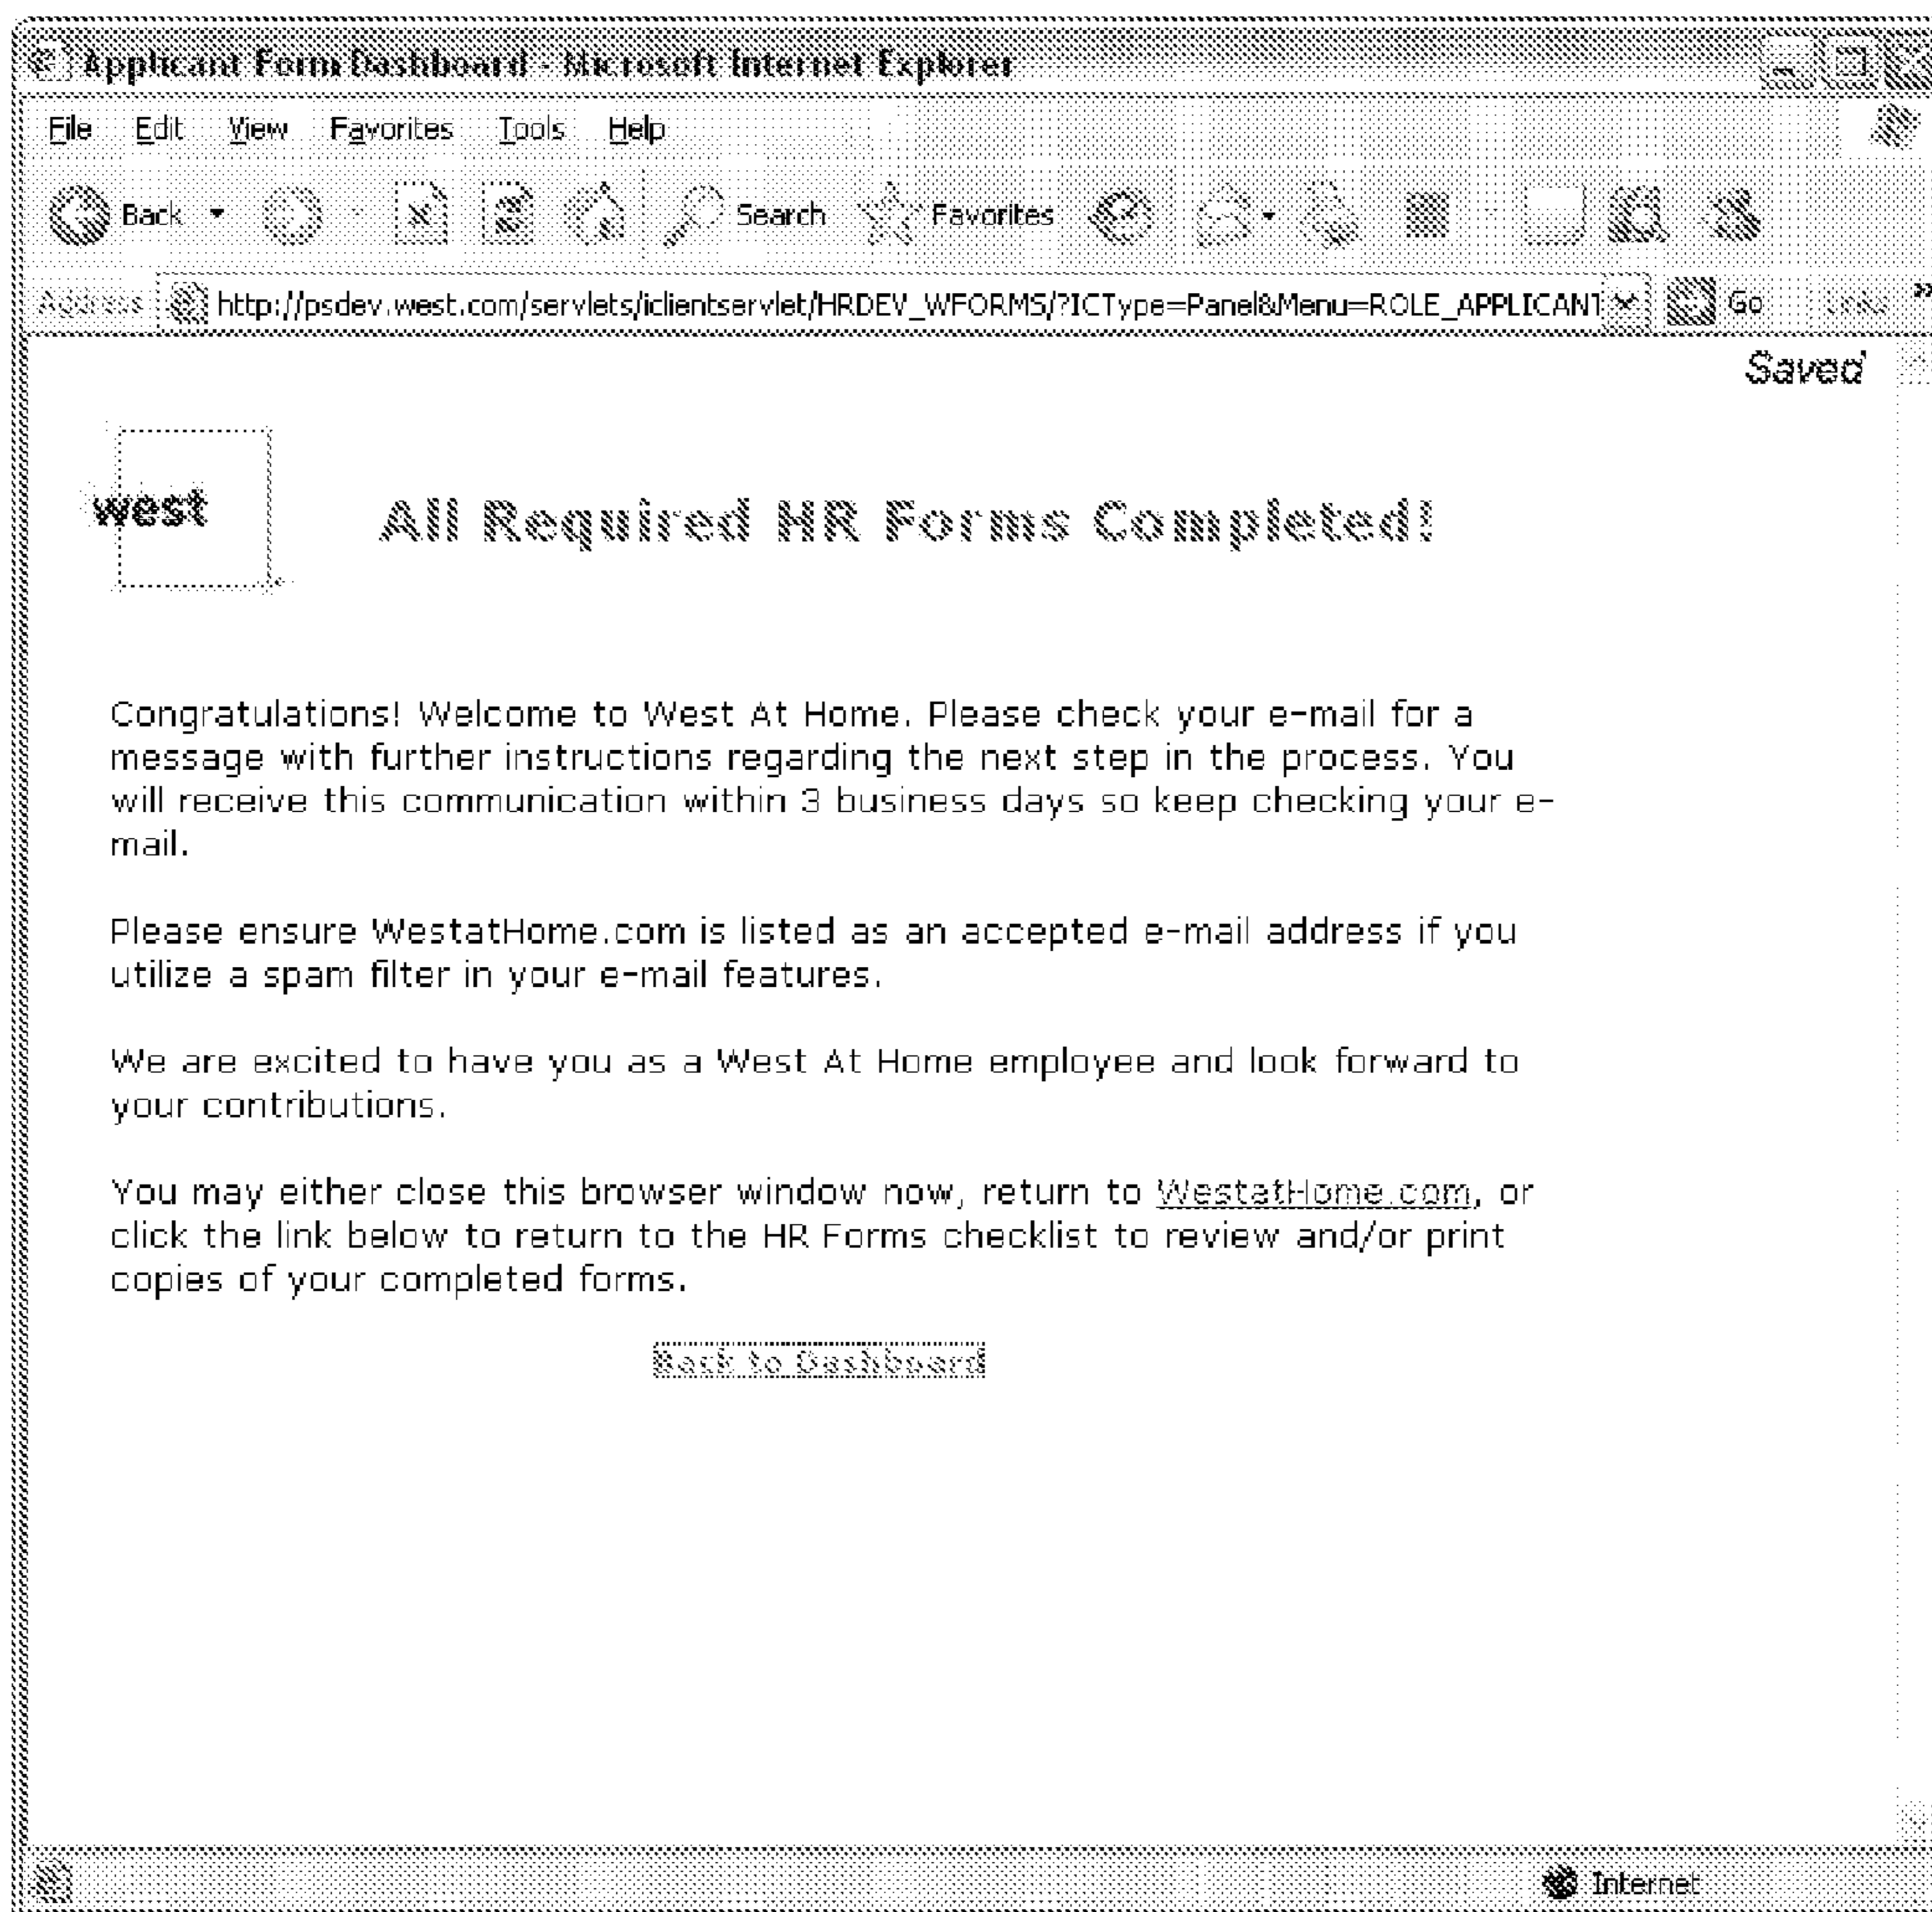 Applicant Form Dashboard - Microsoft Internet Explorer
File Edit View Favorites Tools Help
Back Search Favorites
Address http://psdev.west.com/servlets/iclientservlet/HRDEV_WFORMS/?ICType=Panel&Menu=ROLE_APPLICANT Go Links »
Saved
west
All Required HR Forms Completed!
Congratulations! Welcome to West At Home. Please check your e-mail for a
message with further instructions regarding the next step in the process. You
will receive this communication within 3 business days so keep checking your e-
mail.
Please ensure WestatHome.com is listed as an accepted e-mail address if you
utilize a spam filter in your e-mail features.
We are excited to have you as a West At Home employee and look forward to
your contributions.
You may either close this browser window now, return to WestatHome.com, or
click the link below to return to the HR Forms checklist to review and/or print
copies of your completed forms.
Back to Dashboard
Internet